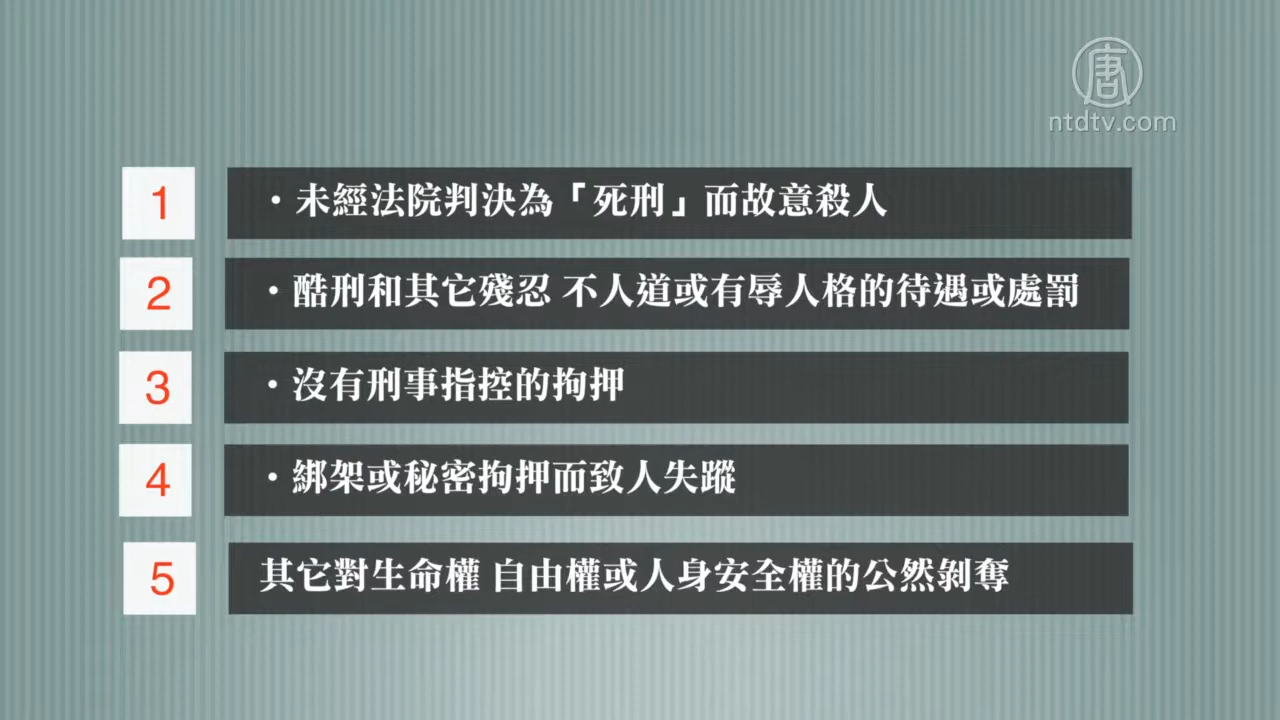 唐
ntdtv.com
1
・未經法院判決為「死刑」而故意殺人
2
・酷刑和其它殘忍 不人道或有辱人格的待遇或處罰
3
・沒有刑事指控的拘押
4
・綁架或秘密拘押而致人失蹤
5
其它對生命權 自由權或人身安全權的公然剝奪